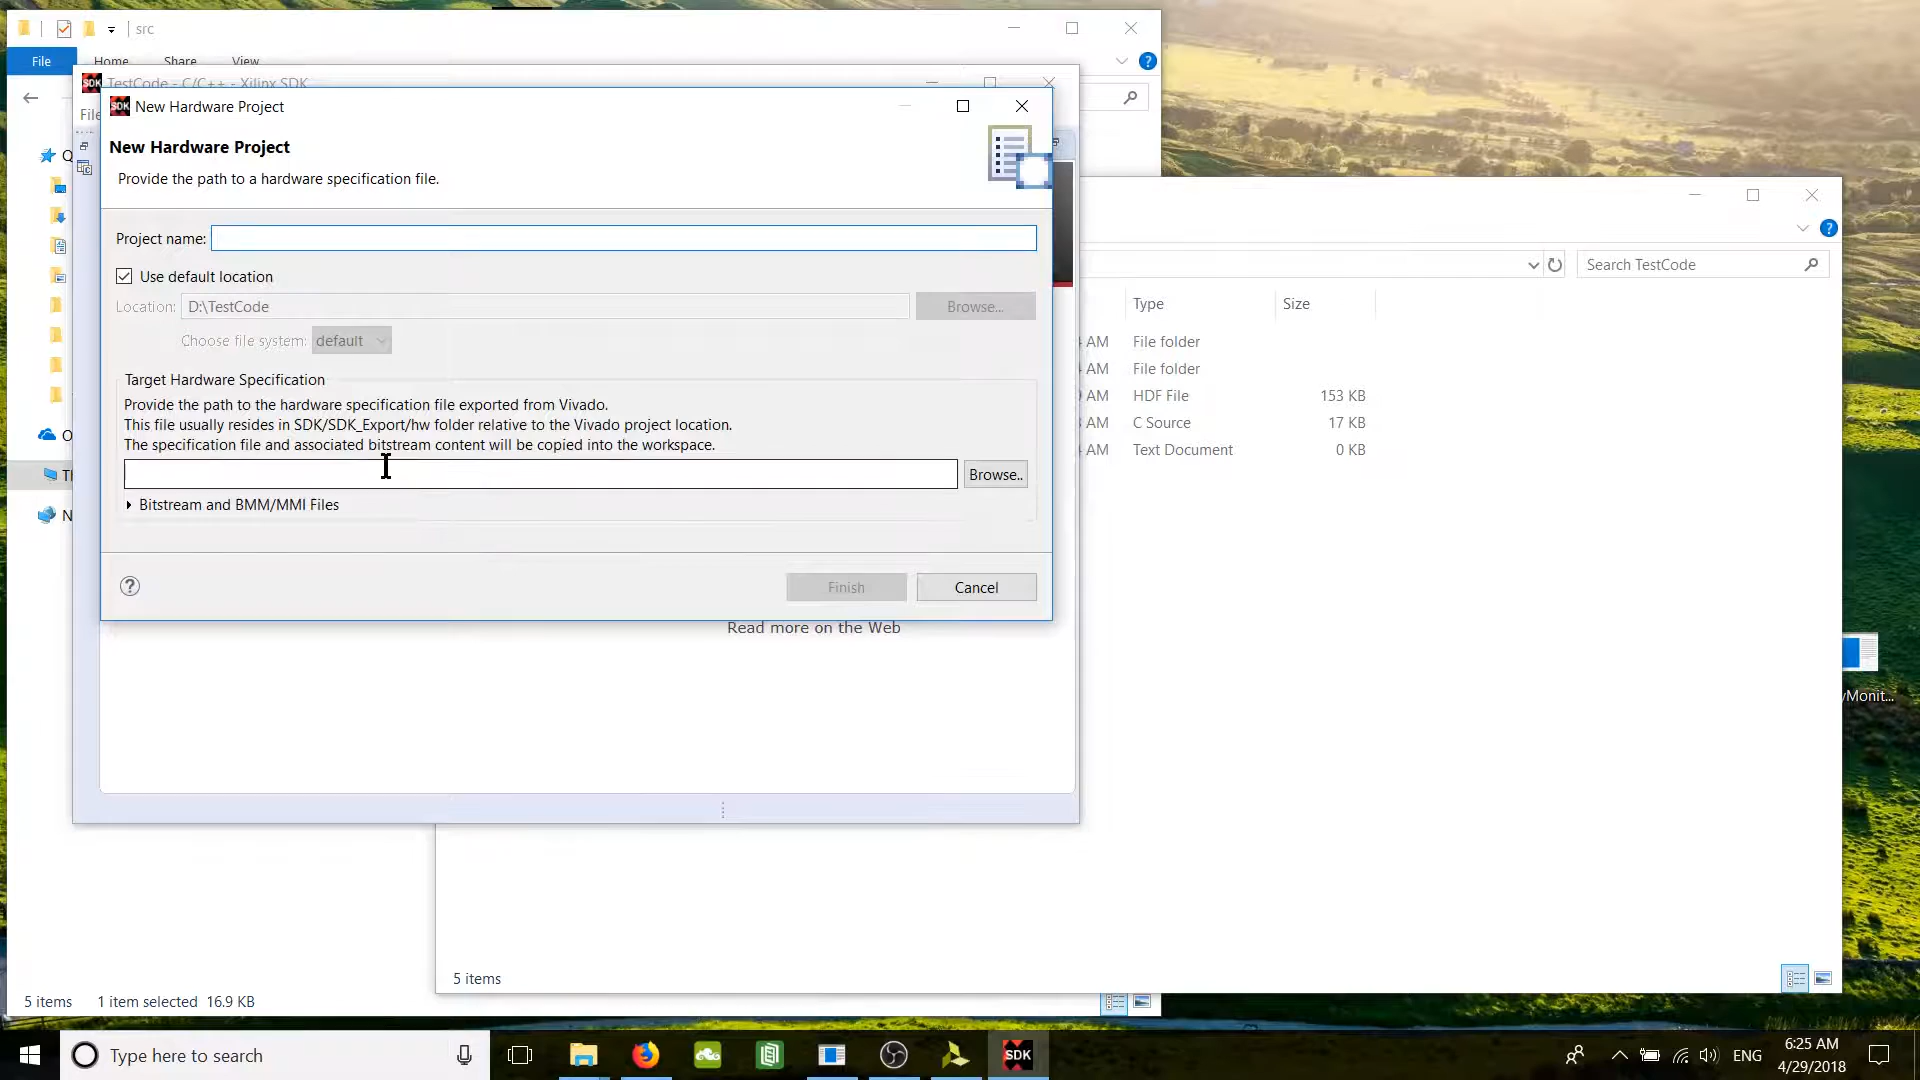 src
File
Home
Share
View
TestCode - C/C++ - Xilinx SDK
SDK
New Hardware Project
New Hardware Project
Provide the path to a hardware specification file.
Project name:
Use default location
Location: D:\TestCode
Browse...
Choose file system: default
Target Hardware Specification
Provide the path to the hardware specification file exported from Vivado.
This file usually resides in SDK/SDK_Export/hw folder relative to the Vivado project location.
The specification file and associated bitstream content will be copied into the workspace.
Browse..
Bitstream and BMM/MMI Files
Finish
Cancel
Read more on the Web
Search TestCode
Type
Size
AM File folder
AM File folder
AM HDF File 153 KB
AM C Source 17 KB
AM Text Document 0 KB
5 items
5 items 1 item selected 16.9 KB
Type here to search
SDK
ENG
6:25 AM
4/29/2018